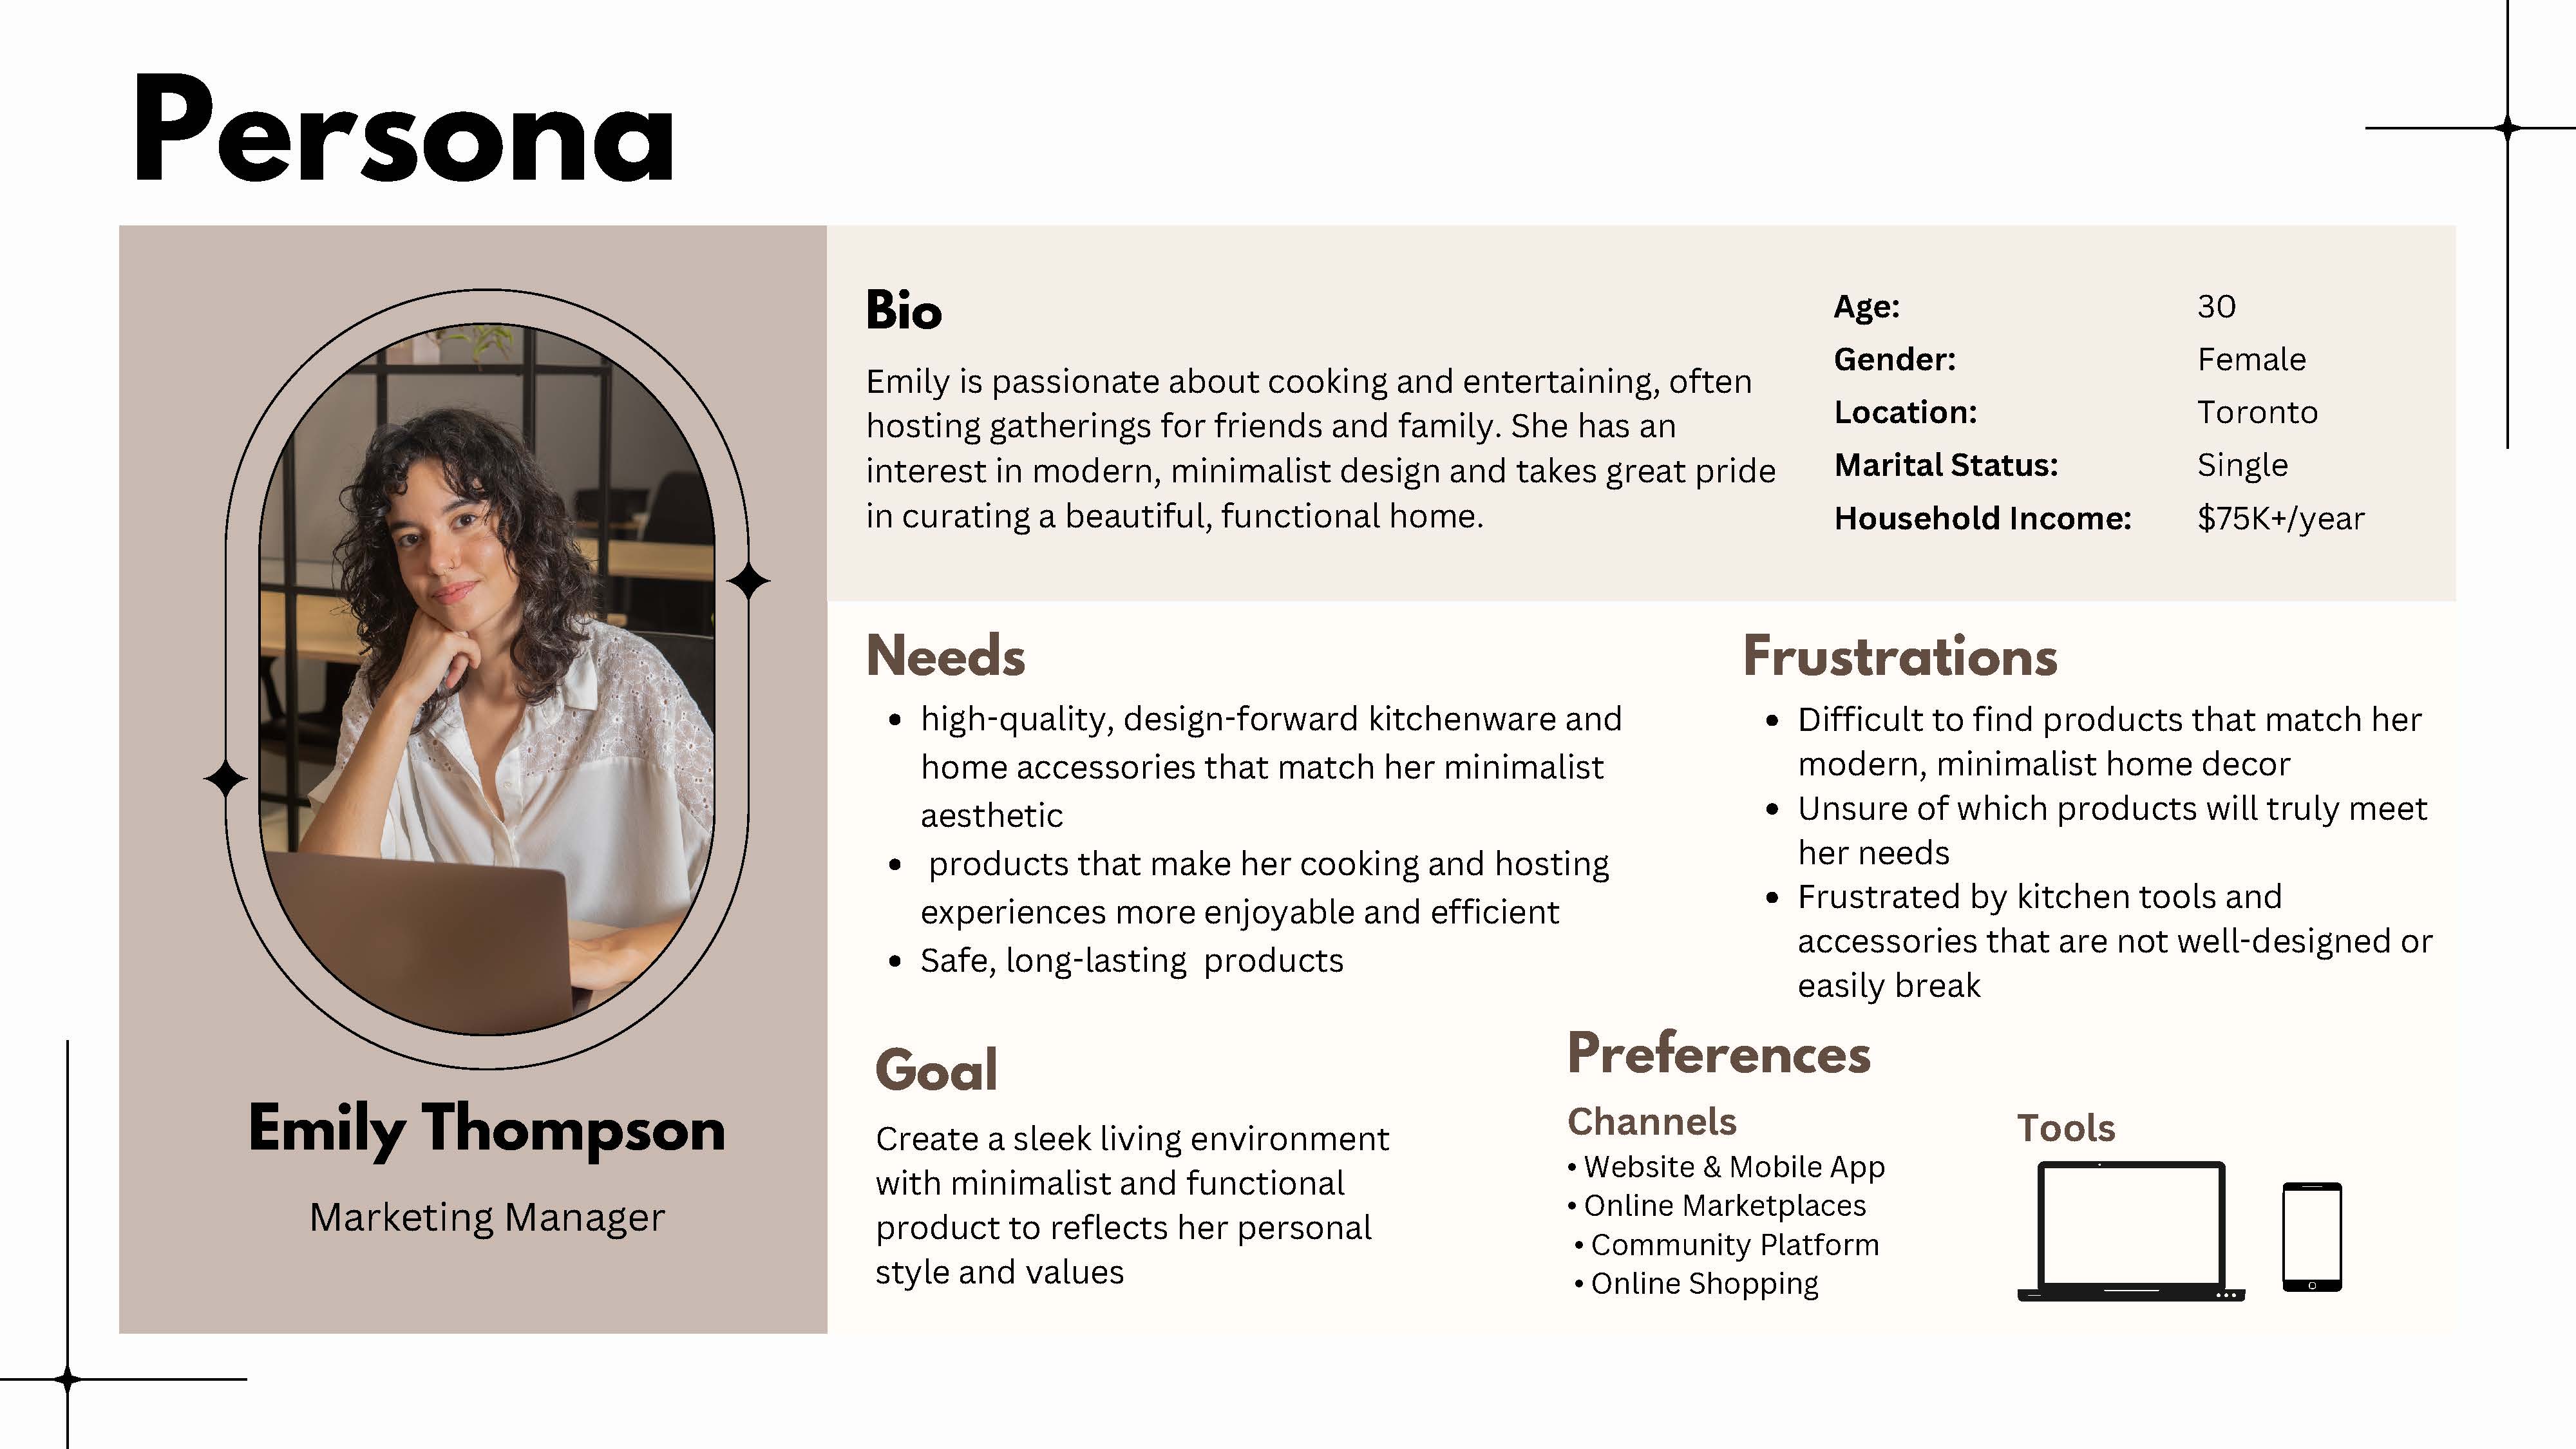 Persona
Bio
Emily is passionate about cooking and entertaining, often
hosting gatherings for friends and family. She has an
interest in modern, minimalist design and takes great pride
in curating a beautiful, functional home.
Age: 30
Gender: Female
Location: Toronto
Marital Status: Single
Household Income: $75K+/year
Needs
• high-quality, design-forward kitchenware and
home accessories that match her minimalist
aesthetic
• products that make her cooking and hosting
experiences more enjoyable and efficient
• Safe, long-lasting  products
Frustrations
• Difficult to find products that match her
modern, minimalist home decor
• Unsure of which products will truly meet
her needs
• Frustrated by kitchen tools and
accessories that are not well-designed or
easily break
Goal
Create a sleek living environment
with minimalist and functional
product to reflects her personal
style and values
Preferences
Channels
• Website & Mobile App
• Online Marketplaces
• Community Platform
• Online Shopping
Tools
Emily Thompson
Marketing Manager